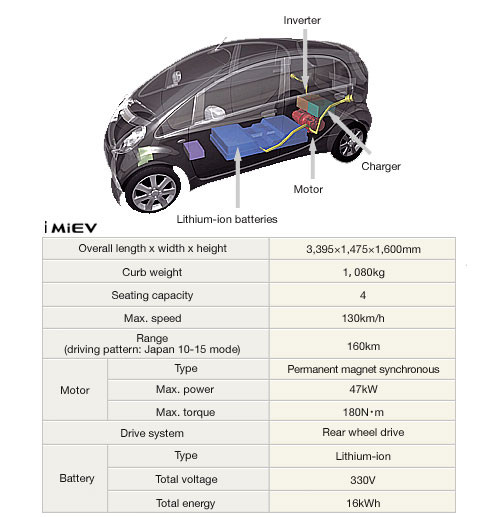 Inverter
Charger
Motor
Lithium-ion batteries
i MiEV
Overall length x width x height 3,395×1,475×1,600mm
Curb weight 1,080kg
Seating capacity 4
Max. speed 130km/h
Range
(driving pattern: Japan 10-15 mode) 160km
Motor Type Permanent magnet synchronous
Max. power 47kW
Max. torque 180N・m
Drive system Rear wheel drive
Battery Type Lithium-ion
Total voltage 330V
Total energy 16kWh